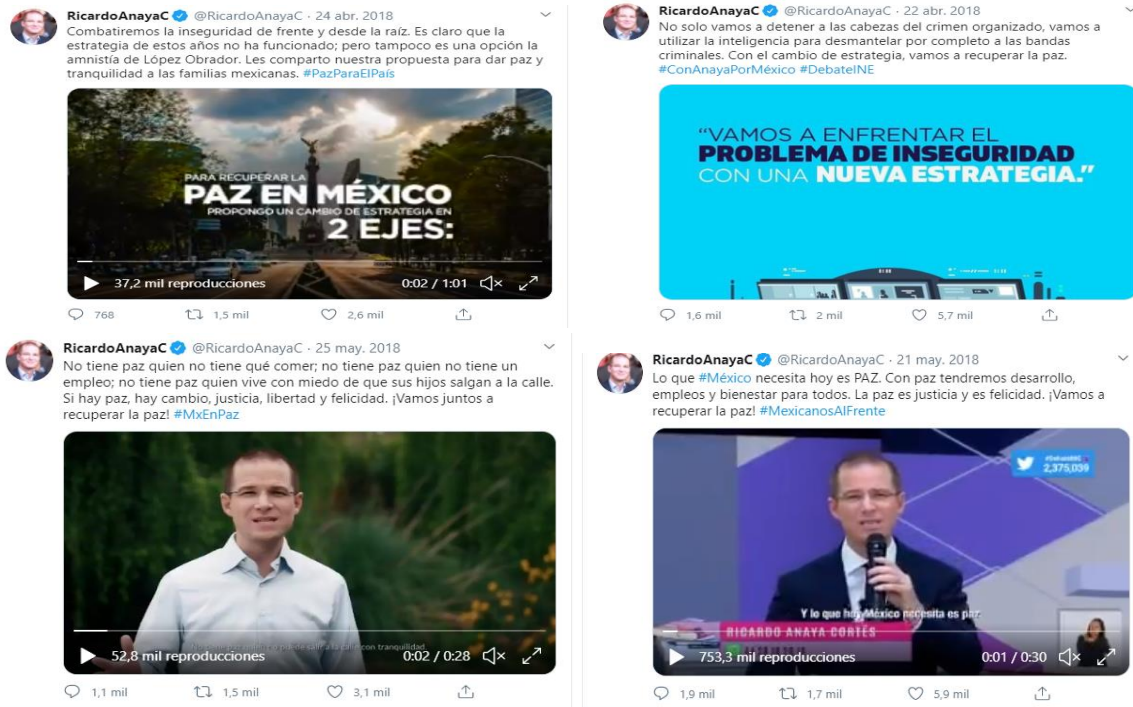 RicardoAnayaC @RicardoAnayaC · 24 abr. 2018
Combatiremos la inseguridad de frente y desde la raíz. Es claro que la
estrategia de estos años no ha funcionado; pero tampoco es una opción la
amnistía de López Obrador. Les comparto nuestra propuesta para dar paz y
tranquilidad a las familias mexicanas. #PazParaElPaís
PARA RECUPERAR LA
PAZ EN MÉXICO
PROPONGO UN CAMBIO DE ESTRATEGIA EN
2 EJES:
37,2 mil reproducciones
0:02 / 1:01
768
1,5 mil
2,6 mil
RicardoAnayaC @RicardoAnayaC · 22 abr. 2018
No solo vamos a detener a las cabezas del crimen organizado, vamos a
utilizar la inteligencia para desmantelar por completo a las bandas
criminales. Con el cambio de estrategia, vamos a recuperar la paz.
#ConAnayaPorMéxico #DebateINE
“VAMOS A ENFRENTAR EL
PROBLEMA DE INSEGURIDAD
CON UNA NUEVA ESTRATEGIA.”
1,6 mil
2 mil
5,7 mil
RicardoAnayaC @RicardoAnayaC · 25 may. 2018
No tiene paz quien no tiene qué comer; no tiene paz quien no tiene un
empleo; no tiene paz quien vive con miedo de que sus hijos salgan a la calle.
Si hay paz, hay cambio, justicia, libertad y felicidad. ¡Vamos juntos a
recuperar la paz! #MxEnPaz
salir a la calle con tranquilidad.
52,8 mil reproducciones
0:02 / 0:28
1,1 mil
1,5 mil
3,1 mil
RicardoAnayaC @RicardoAnayaC · 21 may. 2018
Lo que #México necesita hoy es PAZ. Con paz tendremos desarrollo,
empleos y bienestar para todos. La paz es justicia y es felicidad. ¡Vamos a
recuperar la paz! #MexicanosAlFrente
2,375,039
Y lo que hoy México necesita es paz.
RICARDO ANAYA CORTÉS
753,3 mil reproducciones
0:01 / 0:30
1,9 mil
1,7 mil
5,9 mil